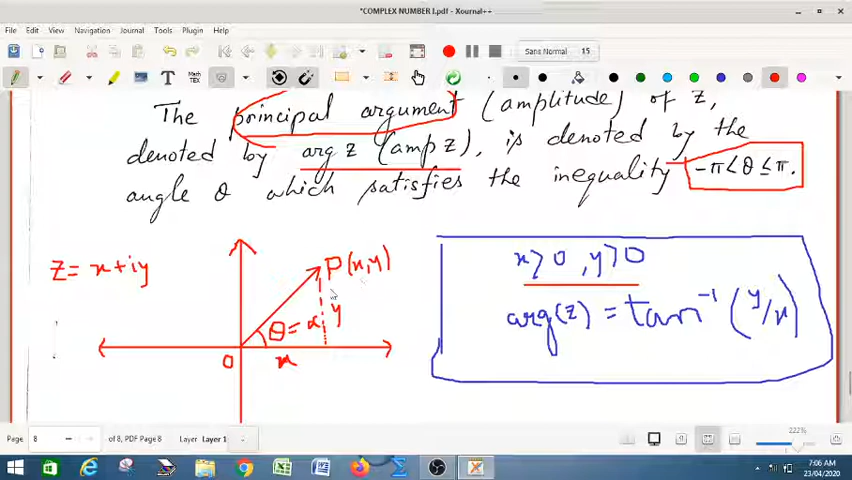 *COMPLEX NUMBER I.pdf - Xournal++
File Edit View Navigation Journal Tools Plugin Help
Sans Normal 15
Math TEX
The principal argument (amplitude) of z,
denoted by arg z (amp z), is denoted by the
angle θ which satisfies the inequality -π<θ≤π.
Z = x+iy
P(x,y)
θ=α
y
O
x
x>0, y>0
arg(z) = tan⁻¹(y/x)
222%
Page 8 of 8, PDF Page 8 Layer Layer 1
7:06 AM
23/04/2020